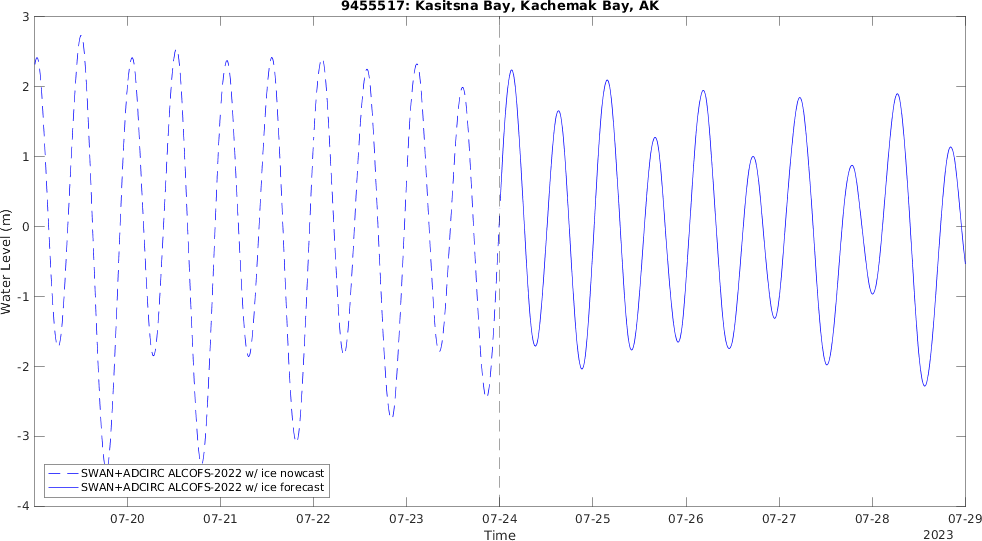 9455517: Kasitsna Bay, Kachemak Bay, AK
3
2
1
0
-1
-2
-3
-4
Water Level (m)
SWAN+ADCIRC ALCOFS-2022 w/ ice nowcast
SWAN+ADCIRC ALCOFS-2022 w/ ice forecast
07-20 07-21 07-22 07-23 07-24 07-25 07-26 07-27 07-28 07-29
Time
2023